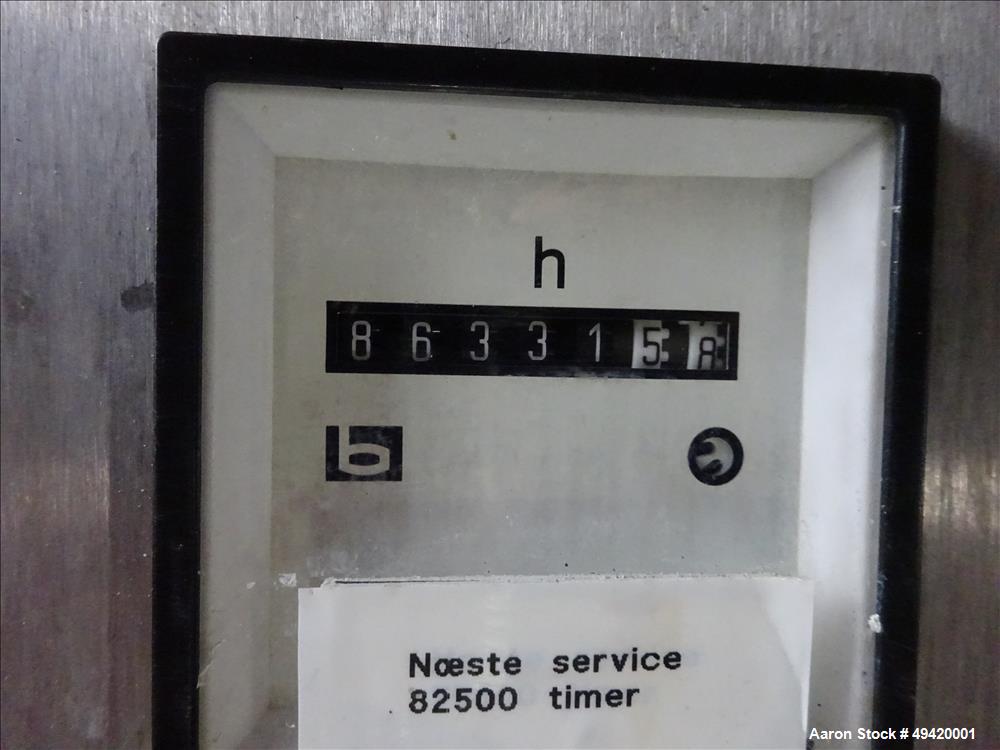 h
863315
b
Næste service
82500 timer
Aaron Stock # 49420001